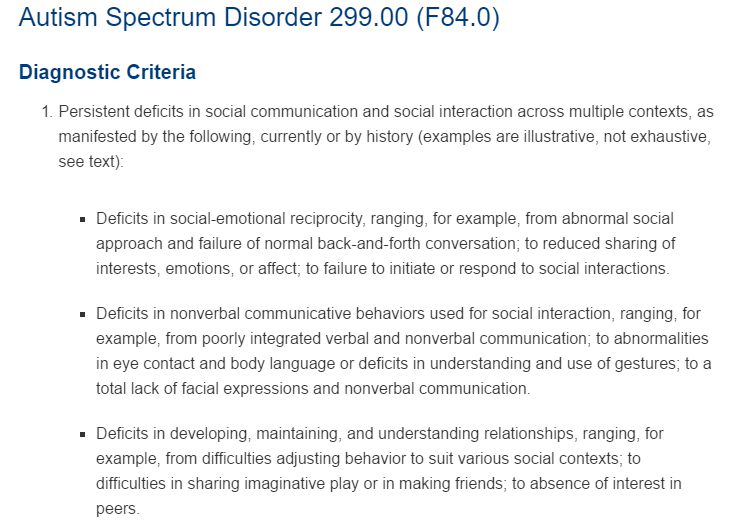 Autism Spectrum Disorder 299.00 (F84.0)
Diagnostic Criteria
1. Persistent deficits in social communication and social interaction across multiple contexts, as
manifested by the following, currently or by history (examples are illustrative, not exhaustive,
see text):
▪ Deficits in social-emotional reciprocity, ranging, for example, from abnormal social
approach and failure of normal back-and-forth conversation; to reduced sharing of
interests, emotions, or affect; to failure to initiate or respond to social interactions.
▪ Deficits in nonverbal communicative behaviors used for social interaction, ranging, for
example, from poorly integrated verbal and nonverbal communication; to abnormalities
in eye contact and body language or deficits in understanding and use of gestures; to a
total lack of facial expressions and nonverbal communication.
▪ Deficits in developing, maintaining, and understanding relationships, ranging, for
example, from difficulties adjusting behavior to suit various social contexts; to
difficulties in sharing imaginative play or in making friends; to absence of interest in
peers.